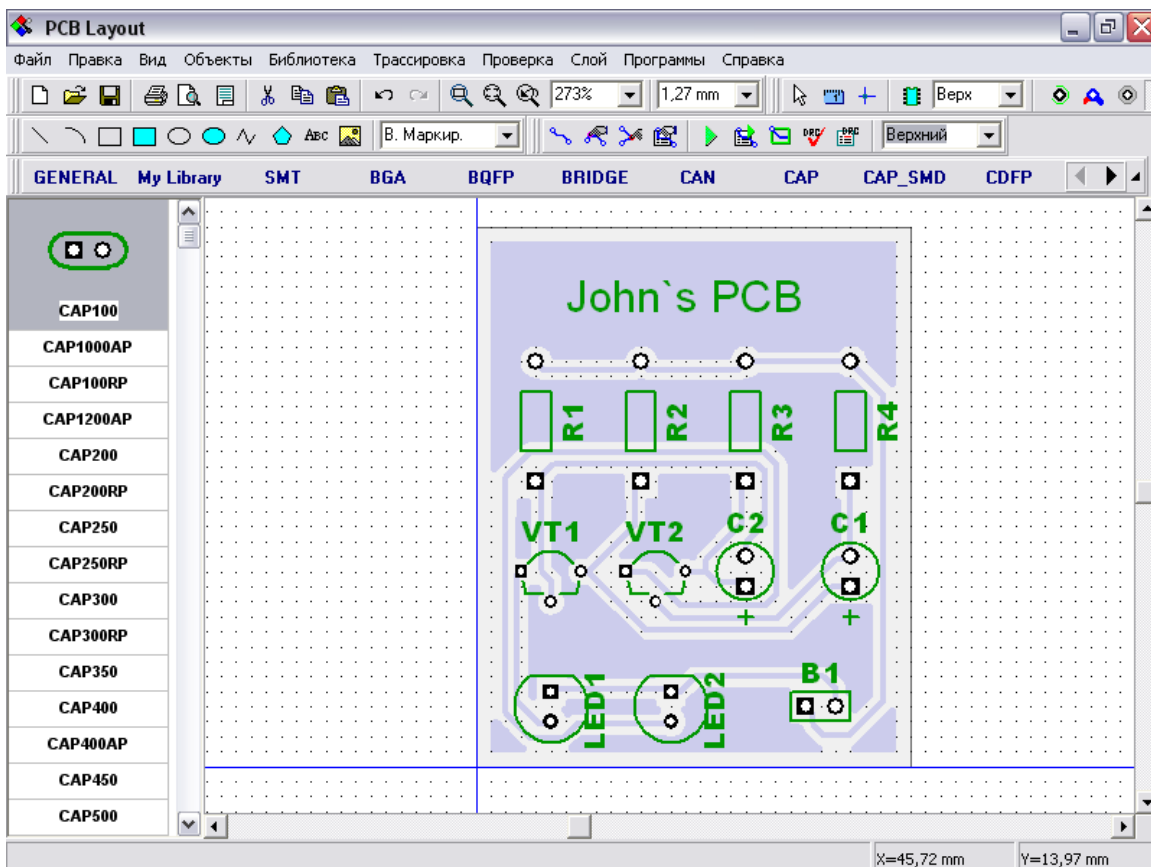 PCB Layout
Файл Правка Вид Объекты Библиотека Трассировка Проверка Слой Программы Справка
273% 1,27 mm Верх
ABC В. Маркир. DRC DRC Верхний
GENERAL My Library SMT BGA BQFP BRIDGE CAN CAP CAP_SMD CDFP
CAP100
CAP1000AP
CAP100RP
CAP1200AP
CAP200
CAP200RP
CAP250
CAP250RP
CAP300
CAP300RP
CAP350
CAP400
CAP400AP
CAP450
CAP500
John`s PCB
R1 R2 R3 R4
VT1 VT2 C2 C1
+ +
LED1 LED2 B1
X=45,72 mm Y=13,97 mm